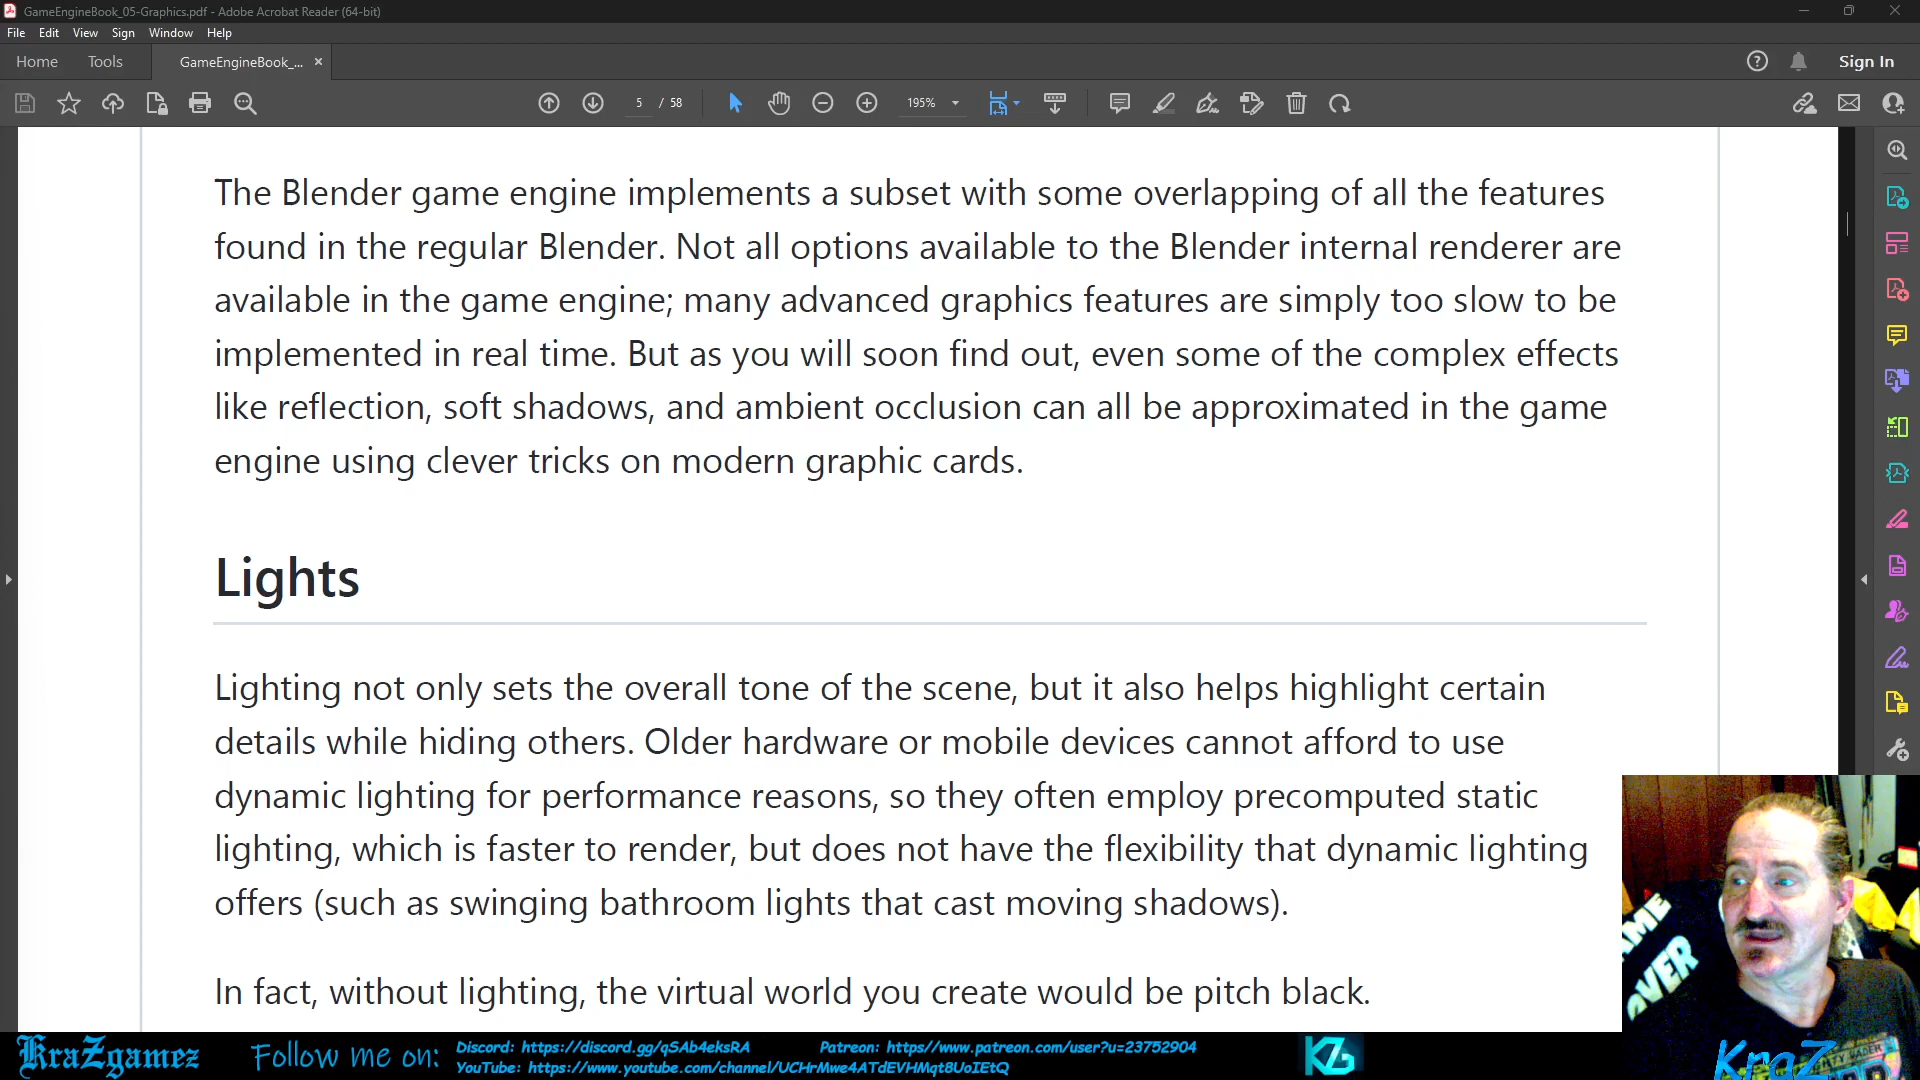 GameEngineBook_05-Graphics.pdf - Adobe Acrobat Reader (64-bit)
File Edit View Sign Window Help
Home Tools GameEngineBook_... × Sign In
5 / 58 195%
The Blender game engine implements a subset with some overlapping of all the features
found in the regular Blender. Not all options available to the Blender internal renderer are
available in the game engine; many advanced graphics features are simply too slow to be
implemented in real time. But as you will soon find out, even some of the complex effects
like reflection, soft shadows, and ambient occlusion can all be approximated in the game
engine using clever tricks on modern graphic cards.
Lights
Lighting not only sets the overall tone of the scene, but it also helps highlight certain
details while hiding others. Older hardware or mobile devices cannot afford to use
dynamic lighting for performance reasons, so they often employ precomputed static
lighting, which is faster to render, but does not have the flexibility that dynamic lighting
offers (such as swinging bathroom lights that cast moving shadows).
In fact, without lighting, the virtual world you create would be pitch black.
GAME
OVER
KraZgamez Follow me on:
Discord: https://discord.gg/qSAb4eksRA Patreon: https//www.patreon.com/user?u=23752904
YouTube: https://www.youtube.com/channel/UCHrMwe4ATdEVHMqt8UoIEtQ
KZG
KraZ